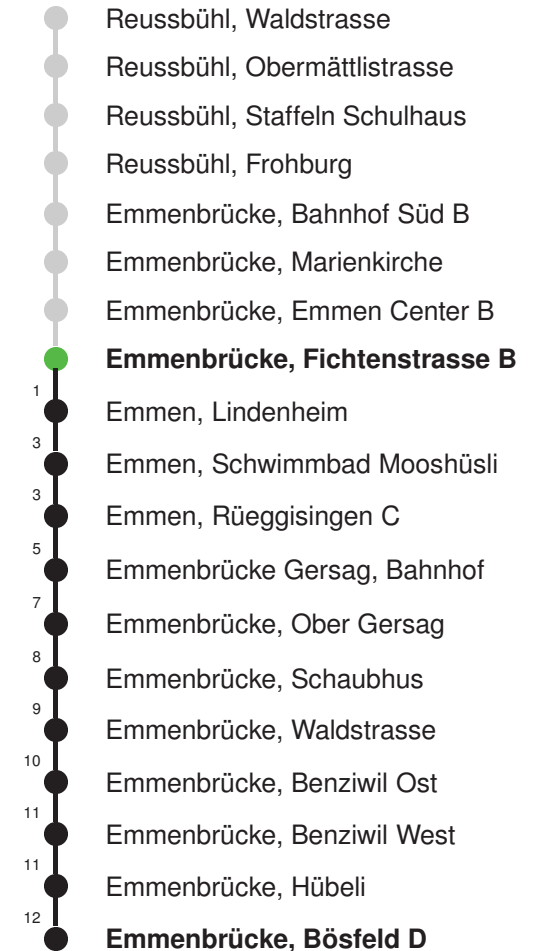 Reussbühl, Waldstrasse
Reussbühl, Obermättlistrasse
Reussbühl, Staffeln Schulhaus
Reussbühl, Frohburg
Emmenbrücke, Bahnhof Süd B
Emmenbrücke, Marienkirche
Emmenbrücke, Emmen Center B
Emmenbrücke, Fichtenstrasse B
1 Emmen, Lindenheim
3 Emmen, Schwimmbad Mooshüsli
3 Emmen, Rüeggisingen C
5 Emmenbrücke Gersag, Bahnhof
7 Emmenbrücke, Ober Gersag
8 Emmenbrücke, Schaubhus
9 Emmenbrücke, Waldstrasse
10 Emmenbrücke, Benziwil Ost
11 Emmenbrücke, Benziwil West
11 Emmenbrücke, Hübeli
12 Emmenbrücke, Bösfeld D